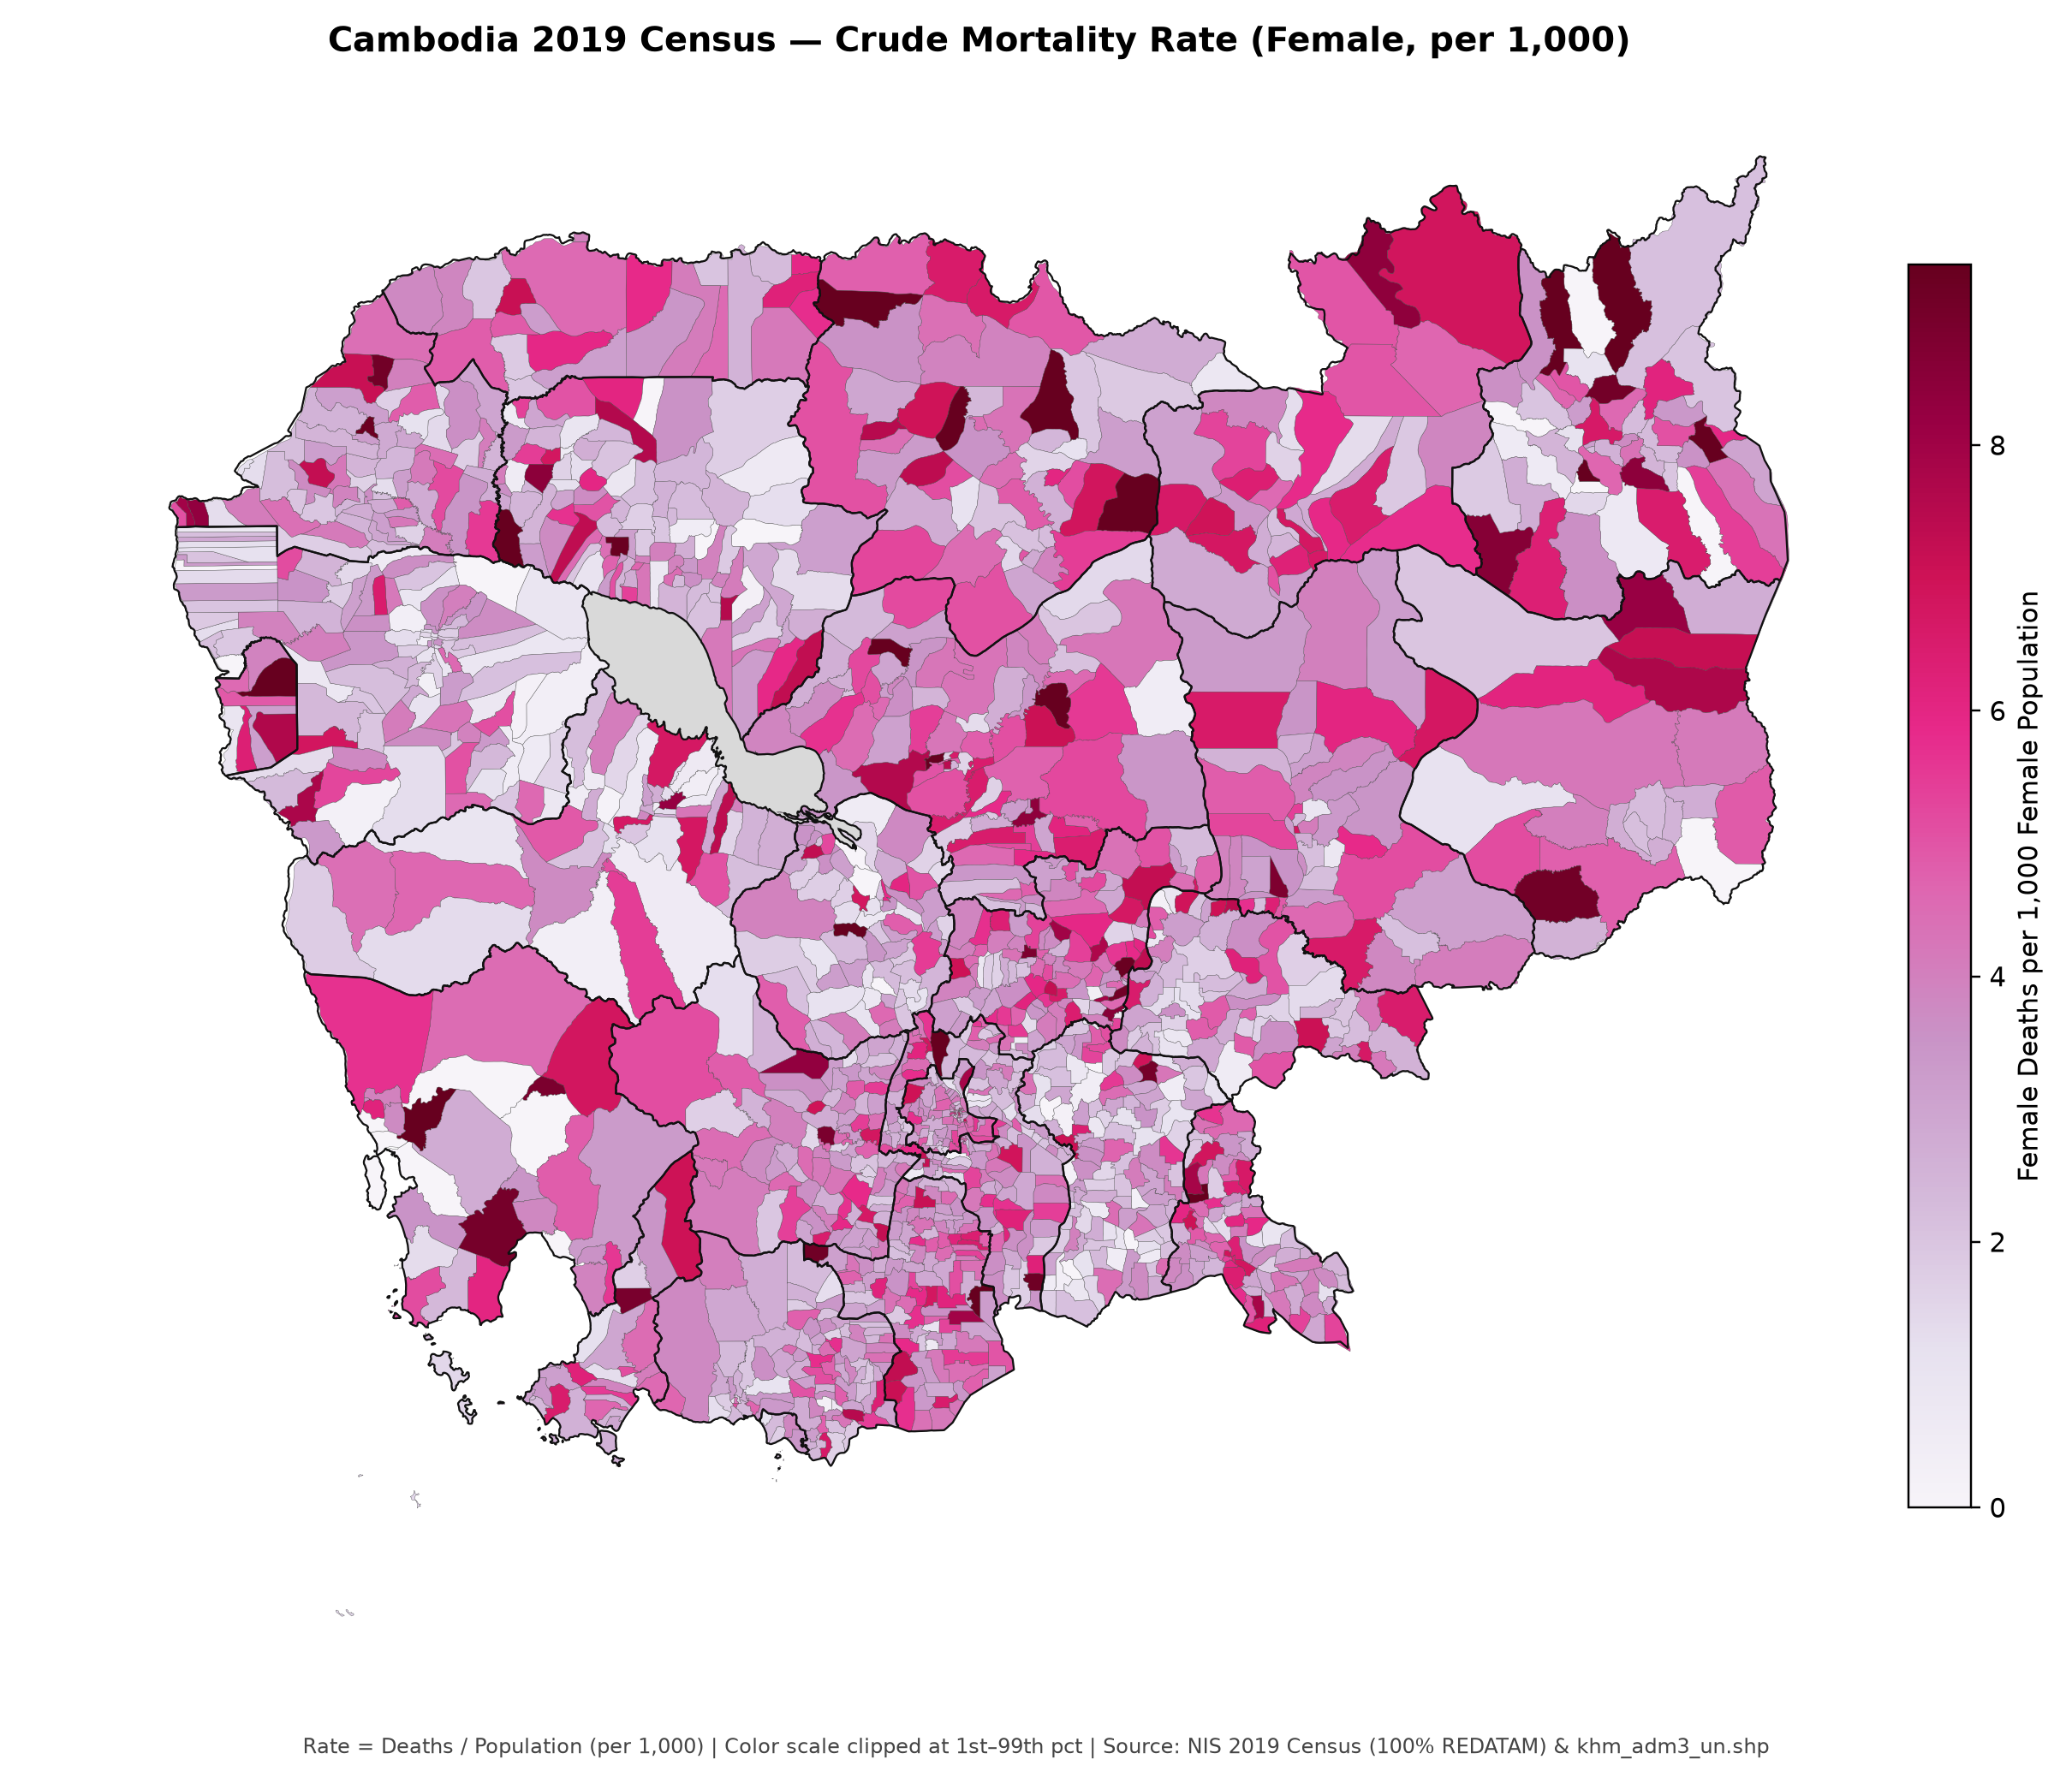 Cambodia 2019 Census — Crude Mortality Rate (Female, per 1,000)
8
6
4
2
0
Female Deaths per 1,000 Female Population
Rate = Deaths / Population (per 1,000) | Color scale clipped at 1st–99th pct | Source: NIS 2019 Census (100% REDATAM) & khm_adm3_un.shp